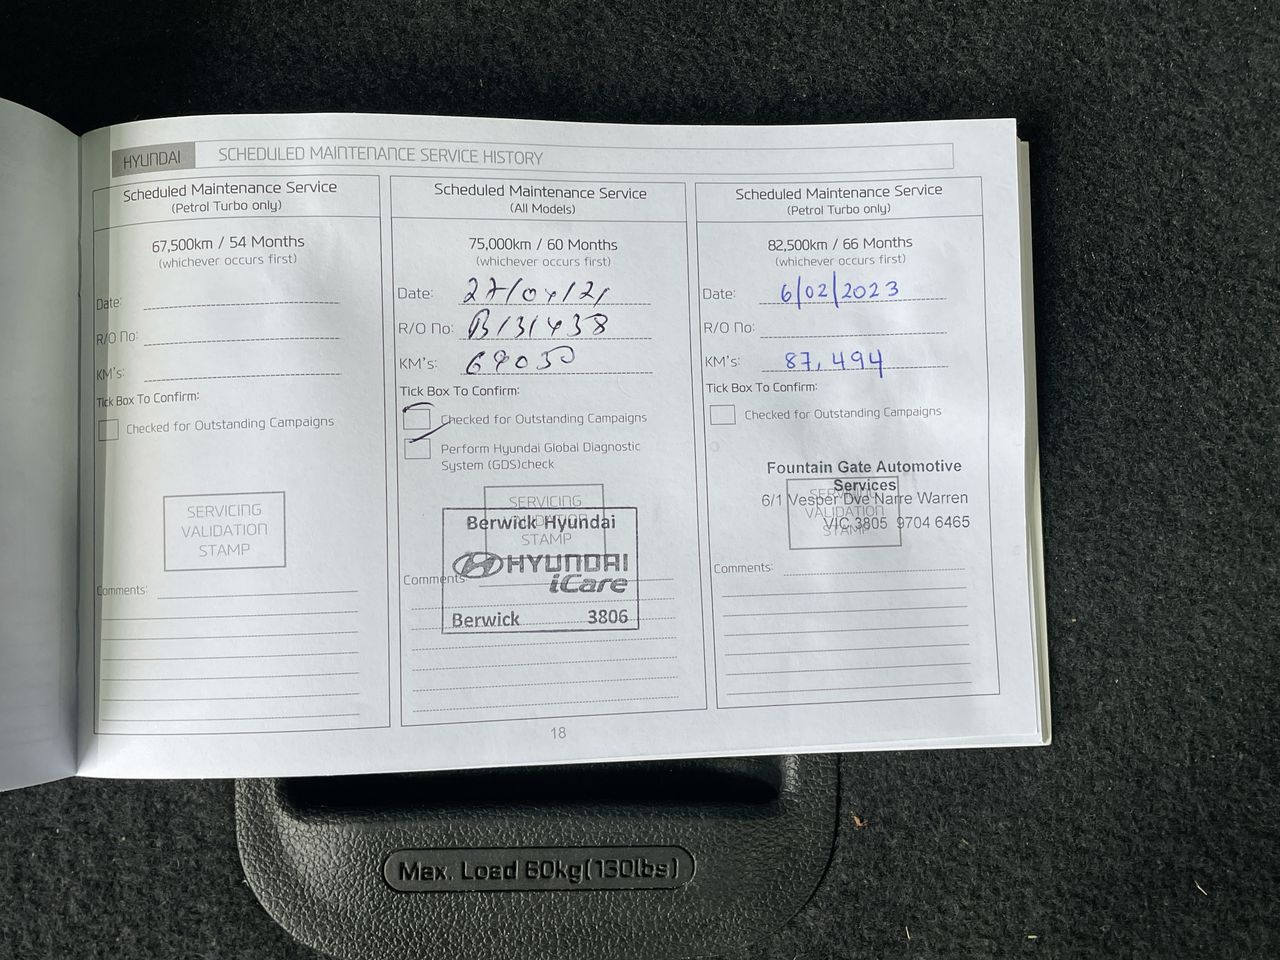 HYUNDAI SCHEDULED MAINTENANCE SERVICE HISTORY
Scheduled Maintenance Service
(Petrol Turbo only)
67,500km / 54 Months
(whichever occurs first)
Date:
R/O No:
KM's:
Tick Box To Confirm:
Checked for Outstanding Campaigns
SERVICING
VALIDATION
STAMP
Comments:
Scheduled Maintenance Service
(All Models)
75,000km / 60 Months
(whichever occurs first)
Date: 27/04/21
R/O No: B131438
KM's: 69050
Tick Box To Confirm:
Checked for Outstanding Campaigns
Perform Hyundai Global Diagnostic
System (GDS)check
SERVICING
VALIDATION
STAMP
Berwick Hyundai
HYUNDAI
iCare
Berwick 3806
Comments
Scheduled Maintenance Service
(Petrol Turbo only)
82,500km / 66 Months
(whichever occurs first)
Date: 6/02/2023
R/O No:
KM's: 87,494
Tick Box To Confirm:
Checked for Outstanding Campaigns
Fountain Gate Automotive
Services
6/1 Vesper Dve Narre Warren
VIC 3805 9704 6465
SERVICING
VALIDATION
STAMP
Comments:
18
Max. Load 60kg(130lbs)